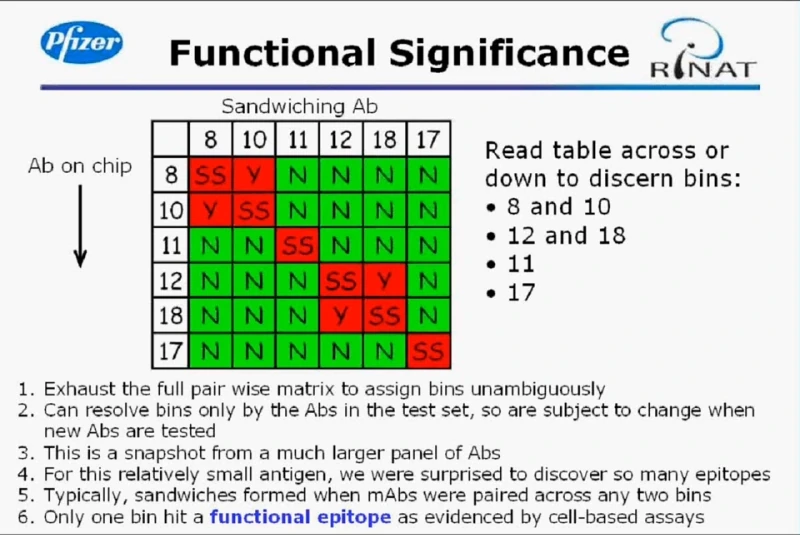 Pfizer
Functional Significance
RINAT
Sandwiching Ab
Ab on chip
8 10 11 12 18 17
8 SS Y N N N N
10 Y SS N N N N
11 N N SS N N N
12 N N N SS Y N
18 N N N Y SS N
17 N N N N N SS
Read table across or
down to discern bins:
• 8 and 10
• 12 and 18
• 11
• 17
1. Exhaust the full pair wise matrix to assign bins unambiguously
2. Can resolve bins only by the Abs in the test set, so are subject to change when
new Abs are tested
3. This is a snapshot from a much larger panel of Abs
4. For this relatively small antigen, we were surprised to discover so many epitopes
5. Typically, sandwiches formed when mAbs were paired across any two bins
6. Only one bin hit a functional epitope as evidenced by cell-based assays